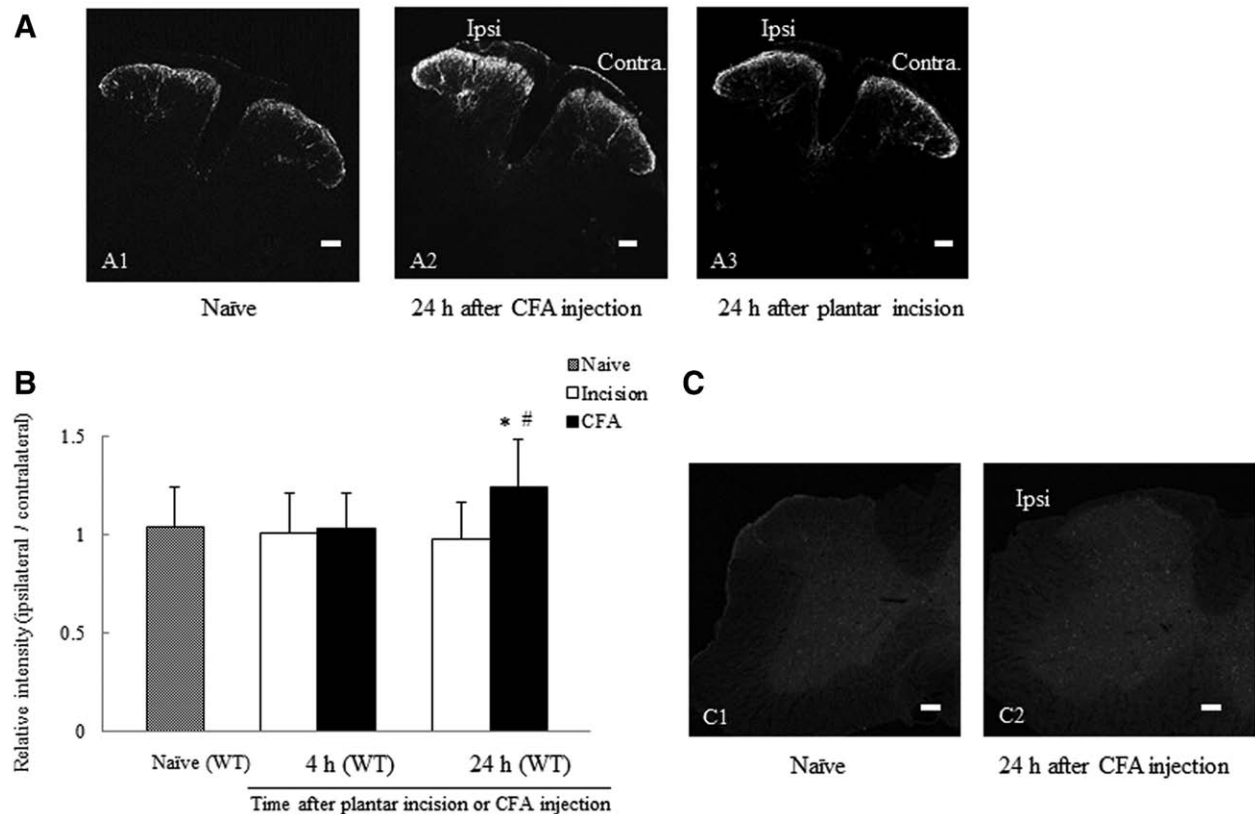 A
Ipsi
Contra.
Ipsi
Contra.
A1
A2
A3
Naïve
24 h after CFA injection
24 h after plantar incision
B
Naive
Incision
CFA
* #
Relative intensity (ipsilateral / contralateral)
1.5
1
0.5
0
Naïve (WT)
4 h (WT)
24 h (WT)
Time after plantar incision or CFA injection
C
Ipsi
C1
C2
Naïve
24 h after CFA injection